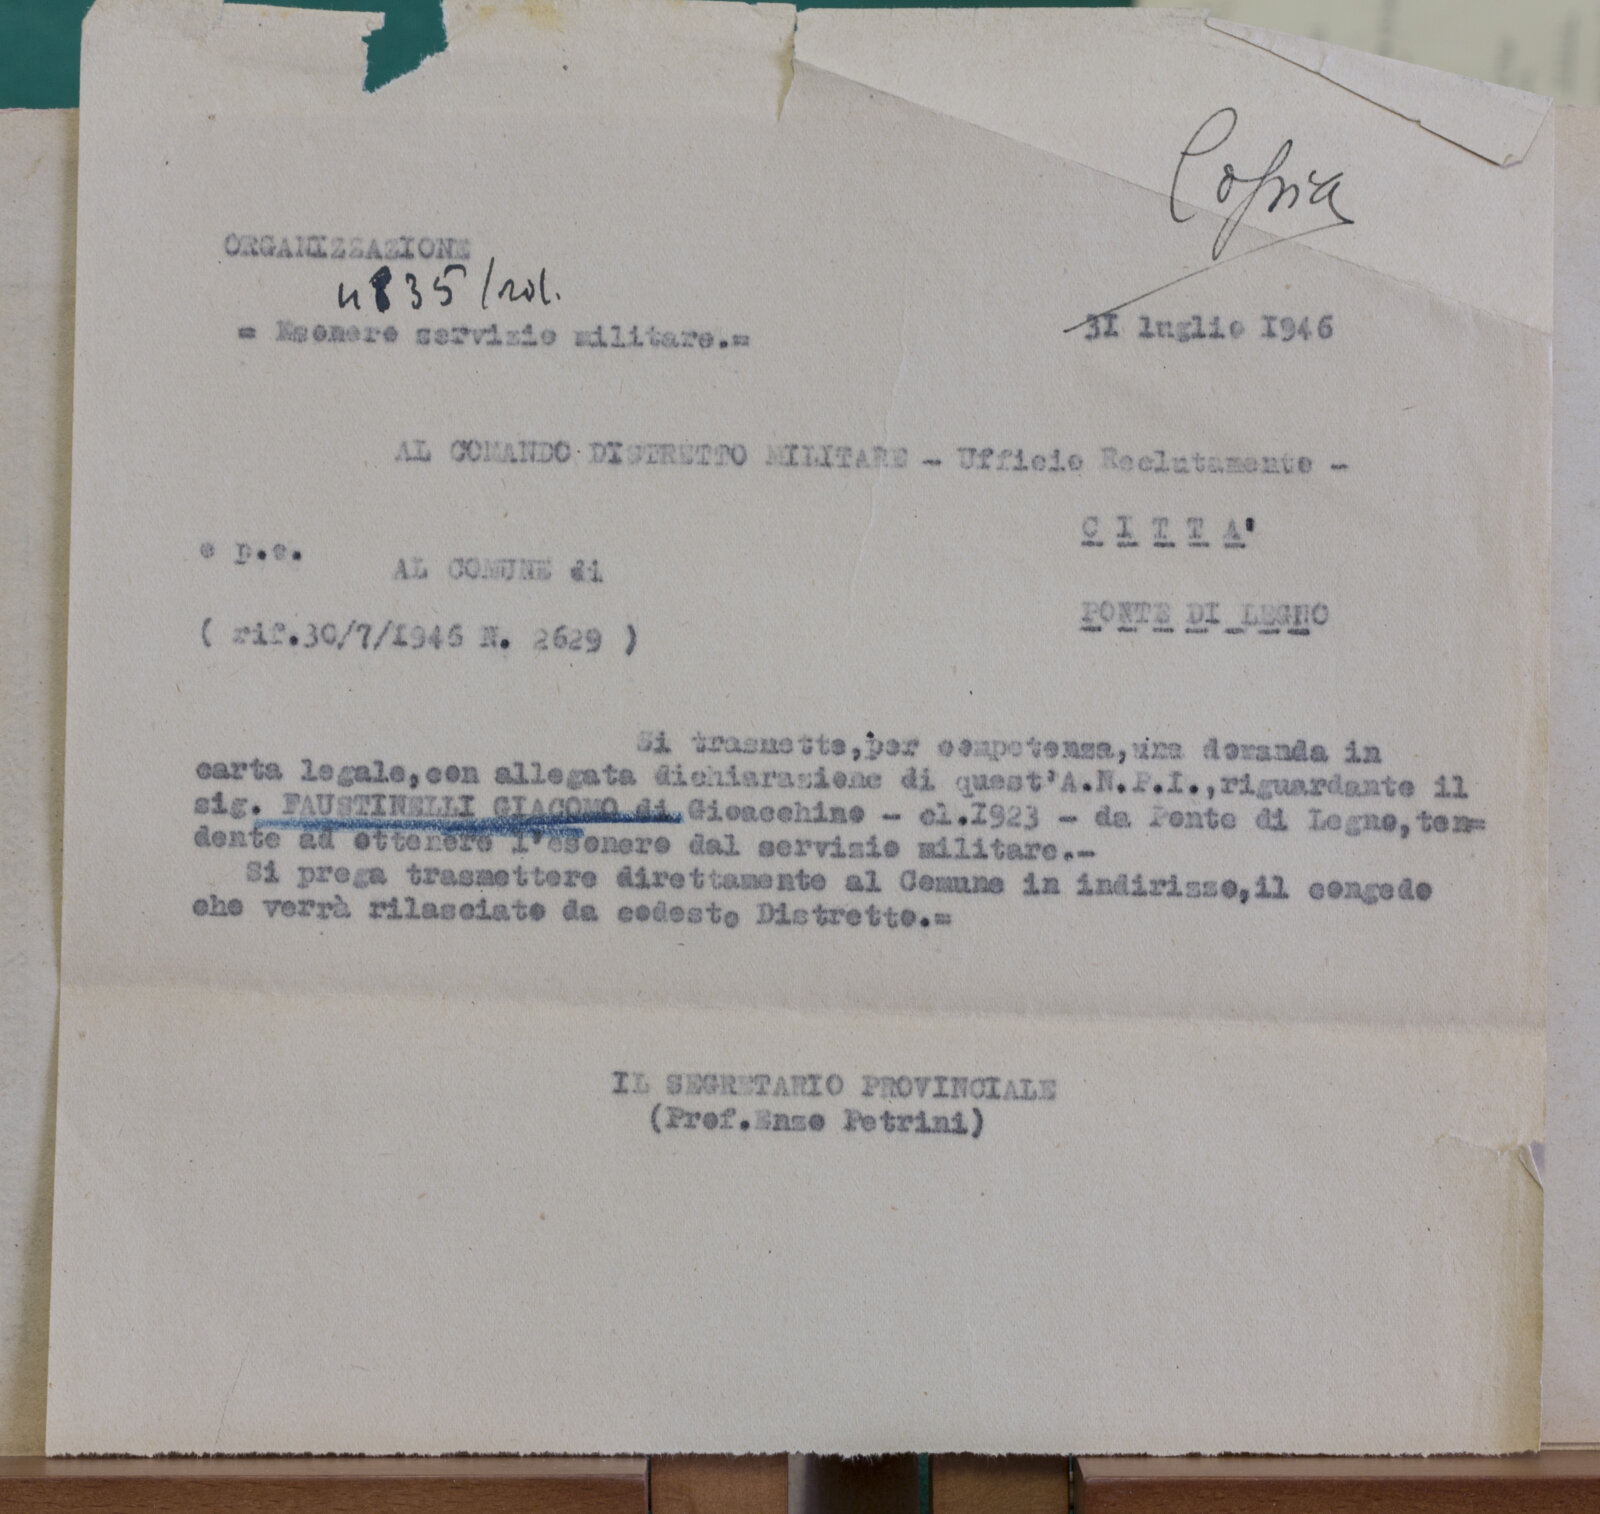 Copia
ORGANIZZAZIONE
4835/rol.
= Esonero servizio militare.=
31 luglio 1946
AL COMANDO DISTRETTO MILITARE - Ufficio Reclutamento -
C I T T A'
e p.c.
AL COMUNE di
PONTE DI LEGNO
( rif.30/7/1946 N. 2629 )
Si trasmette,per competenza,una domanda in
carta legale,con allegata dichiarazione di quest'A.N.P.I.,riguardante il
sig. FAUSTINELLI GIACOMO di Gioacchino - cl.1923 - da Ponte di Legno,ten=
dente ad ottenere l'esonero dal servizio militare.-
Si prega trasmettere direttamente al Comune in indirizzo,il congedo
che verrà rilasciato da codesto Distretto.=
IL SEGRETARIO PROVINCIALE
(Prof.Enzo Petrini)